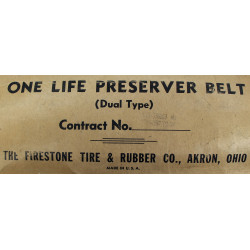 ONE LIFE PRESERVER BELT
(Dual Type)
Contract No.
THE FIRESTONE TIRE & RUBBER CO., AKRON, OHIO
MADE IN U.S.A.